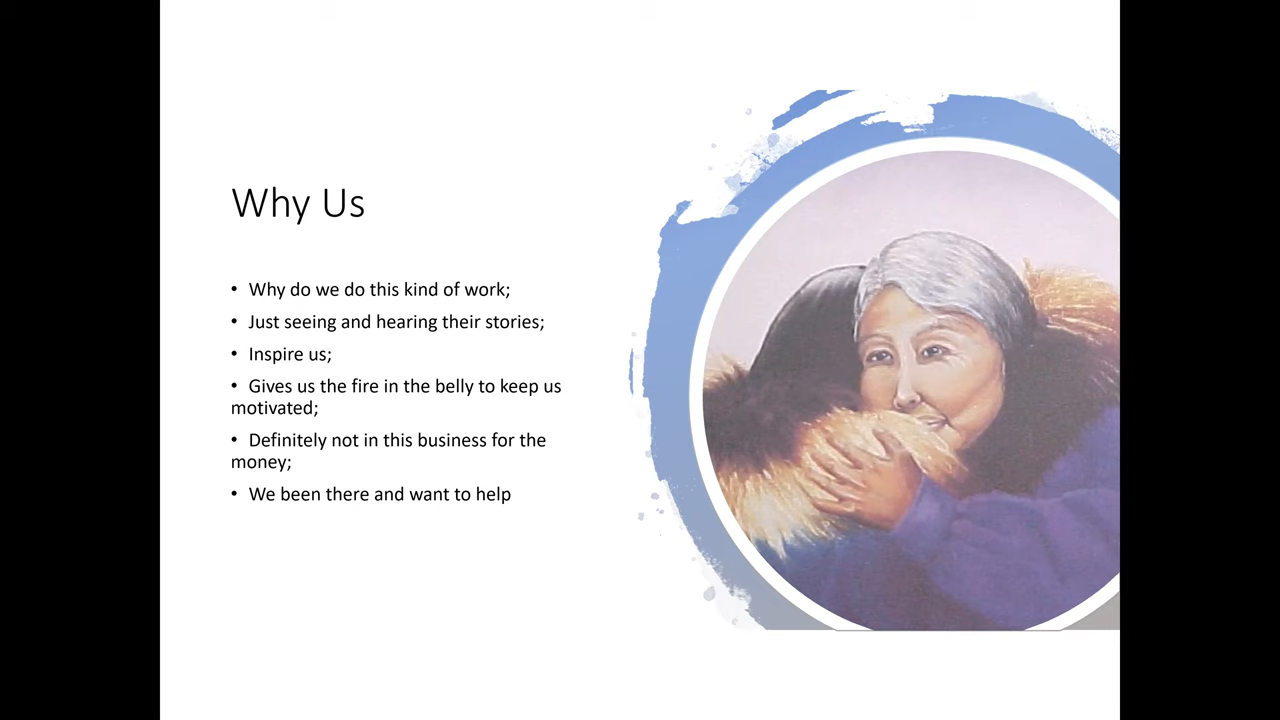 Why Us
• Why do we do this kind of work;
• Just seeing and hearing their stories;
• Inspire us;
• Gives us the fire in the belly to keep us
motivated;
• Definitely not in this business for the
money;
• We been there and want to help